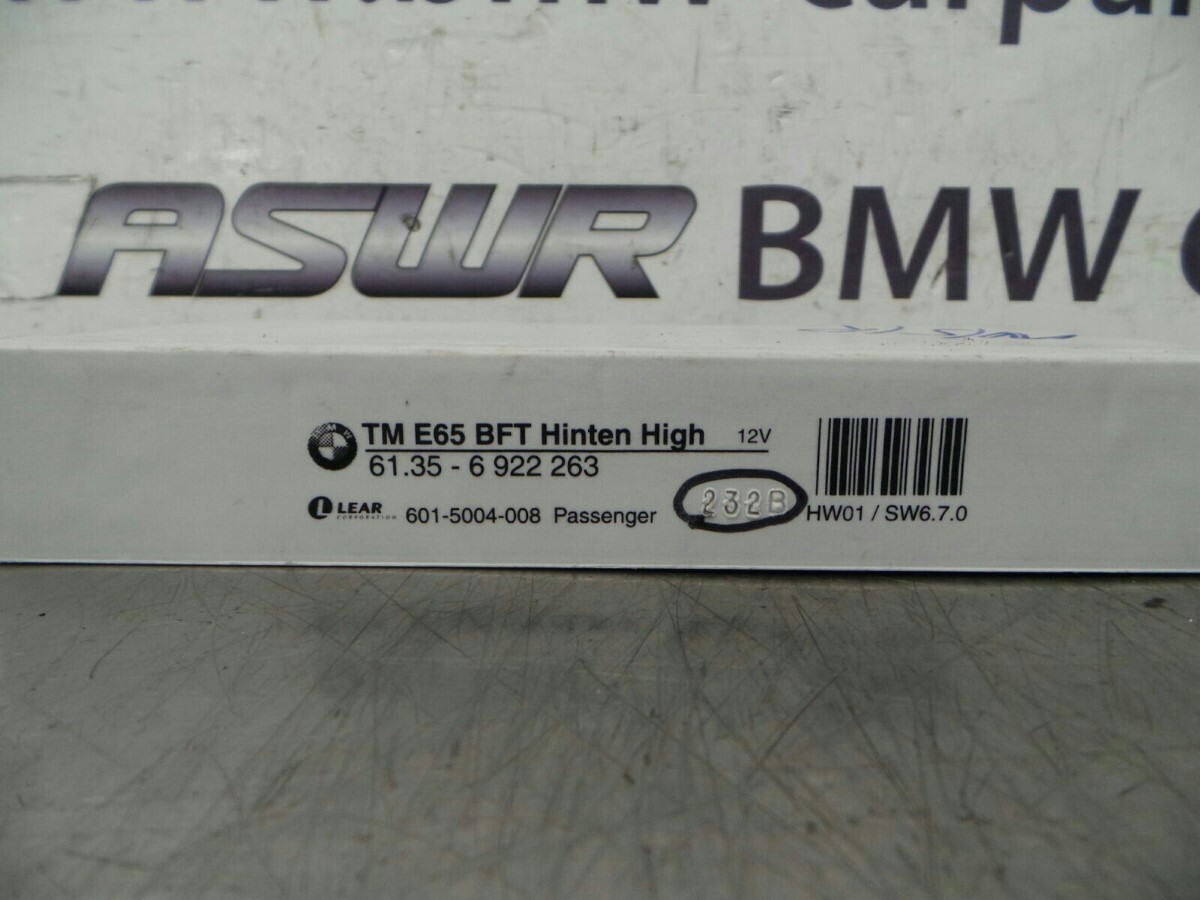 ASWR BMW
TM E65 BFT Hinten High 12V
61.35 - 6 922 263
LEAR CORPORATION 601-5004-008 Passenger 232B HW01 / SW6.7.0